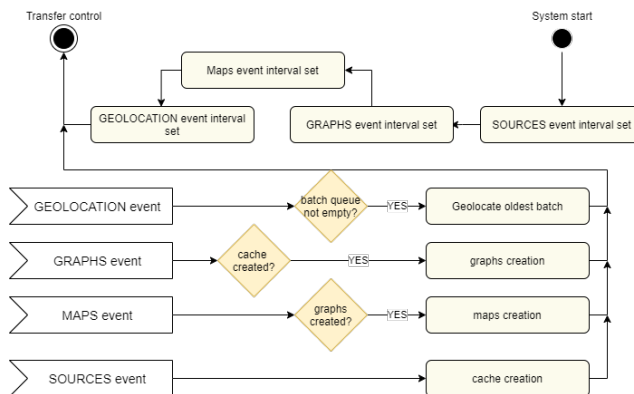 Transfer control
System start
Maps event interval set
GEOLOCATION event interval
set
GRAPHS event interval set
SOURCES event interval set
GEOLOCATION event
batch queue
not empty?
YES
Geolocate oldest batch
GRAPHS event
cache
created?
YES
graphs creation
MAPS event
graphs
created?
YES
maps creation
SOURCES event
cache creation